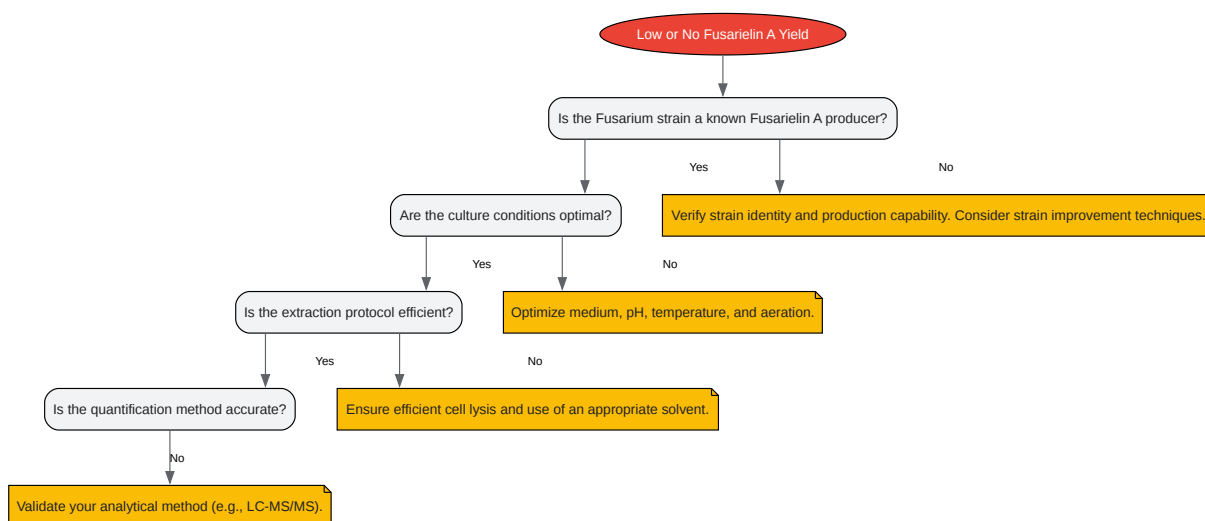 Low or No Fusarielin A Yield
Is the Fusarium strain a known Fusarielin A producer?
Yes
No
Are the culture conditions optimal?
Verify strain identity and production capability. Consider strain improvement techniques.
Yes
No
Is the extraction protocol efficient?
Optimize medium, pH, temperature, and aeration.
Yes
No
Is the quantification method accurate?
Ensure efficient cell lysis and use of an appropriate solvent.
No
Validate your analytical method (e.g., LC-MS/MS).